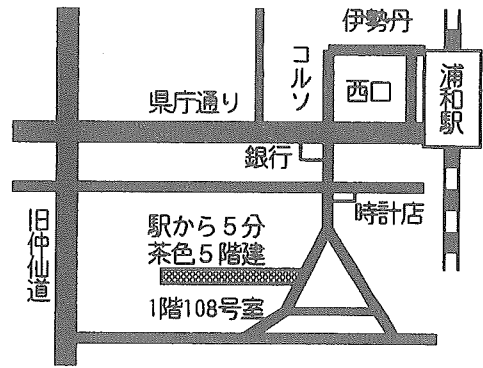 伊勢丹
コルソ
西口
浦和駅
県庁通り
銀行
時計店
旧仲仙道
駅から5分
茶色5階建
1階108号室